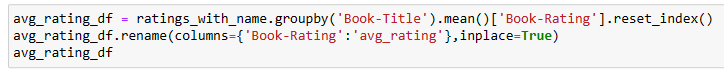 avg_rating_df = ratings_with_name.groupby('Book-Title').mean()['Book-Rating'].reset_index()
avg_rating_df.rename(columns={'Book-Rating':'avg_rating'},inplace=True)
avg_rating_df